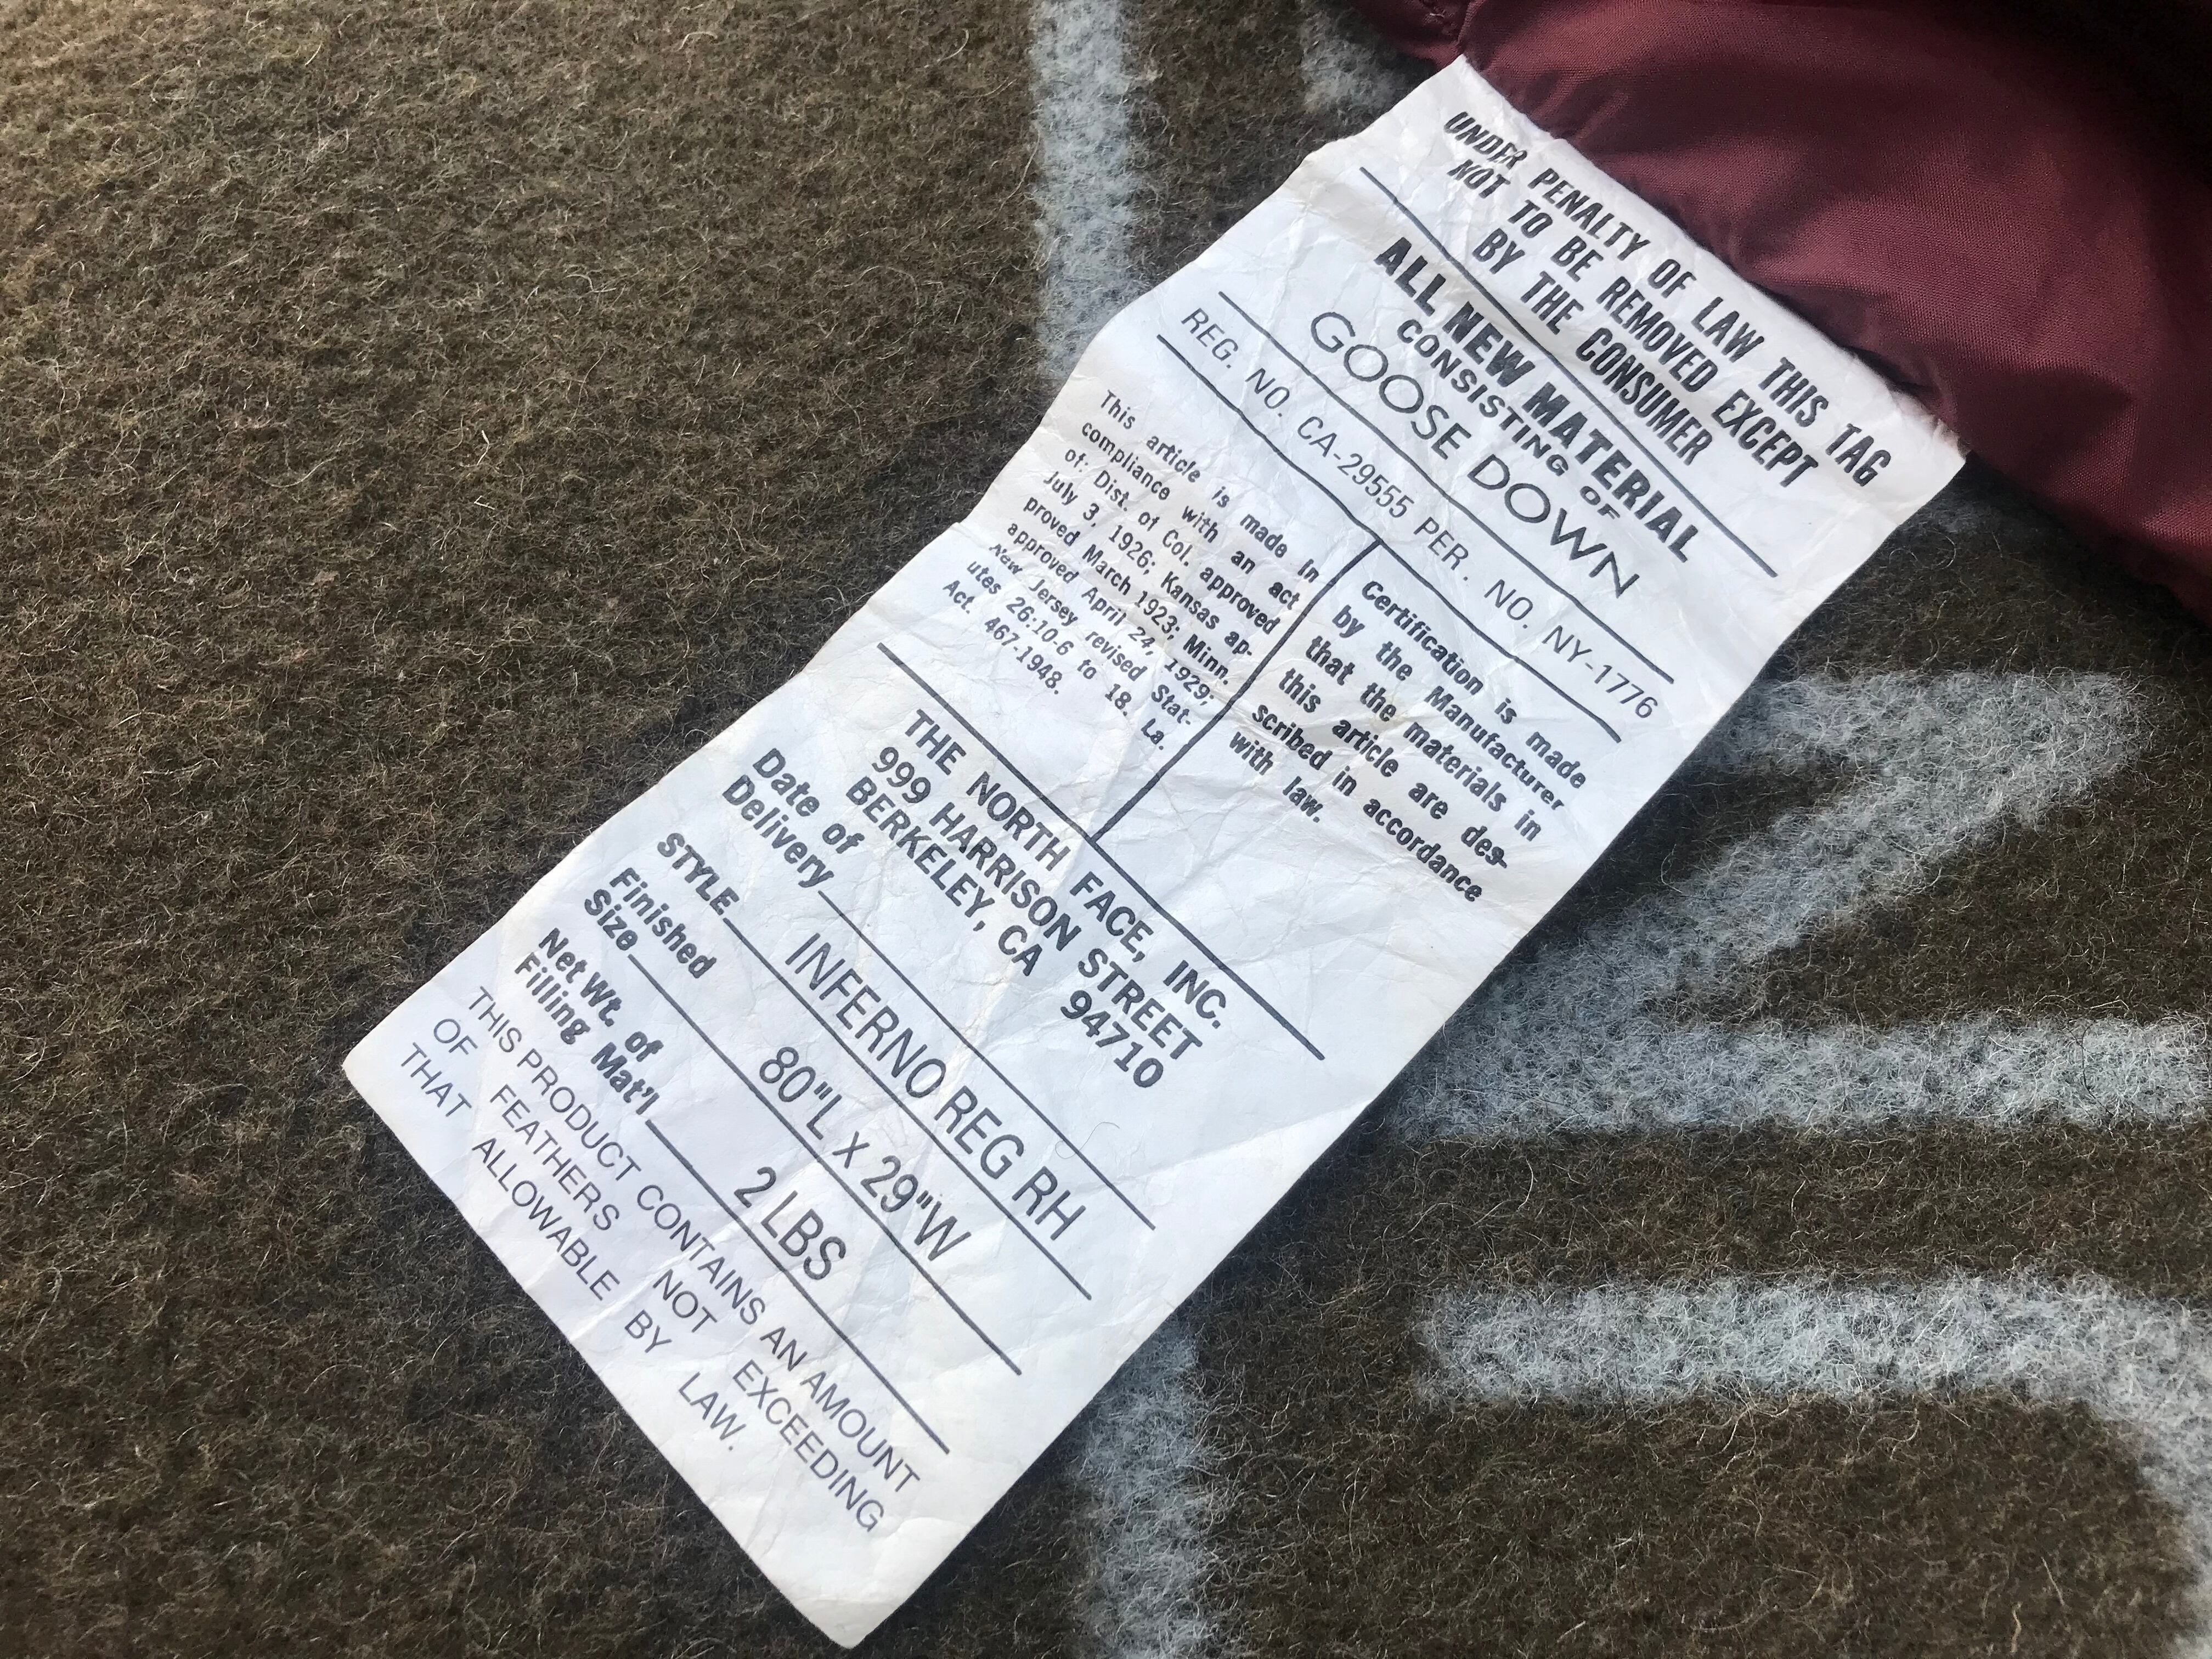 UNDER PENALTY OF LAW THIS TAG
NOT TO BE REMOVED EXCEPT
BY THE CONSUMER
ALL NEW MATERIAL
CONSISTING OF
GOOSE DOWN
REG. NO. CA-29555 PER. NO. NY-1776
This article is made in
compliance with an act
of: Dist. of Col. approved
July 3, 1926; Kansas ap-
proved March 1923; Minn.
approved April 24, 1929;
New Jersey revised Stat-
utes 26:10-6 to 18. La.
Act. 467-1948.
Certification is made
by the Manufacturer
that the materials in
this article are des-
scribed in accordance
with law.
THE NORTH FACE, INC.
999 HARRISON STREET
BERKELEY, CA 94710
Date of
Delivery
STYLE INFERNO REG RH
Finished
Size 80"L X 29"W
Net Wt. of
Filling Mat'l 2 LBS
THIS PRODUCT CONTAINS AN AMOUNT
OF FEATHERS NOT EXCEEDING
THAT ALLOWABLE BY LAW.